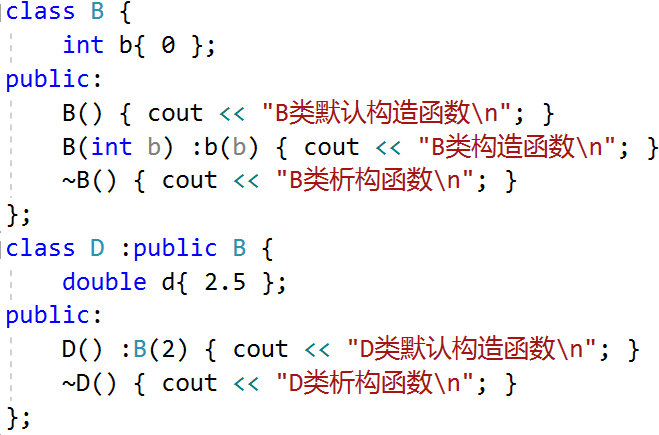 class B {
    int b{ 0 };
public:
    B() { cout << "B类默认构造函数\n"; }
    B(int b) :b(b) { cout << "B类构造函数\n"; }
    ~B() { cout << "B类析构函数\n"; }
};
class D :public B {
    double d{ 2.5 };
public:
    D() :B(2) { cout << "D类默认构造函数\n"; }
    ~D() { cout << "D类析构函数\n"; }
};